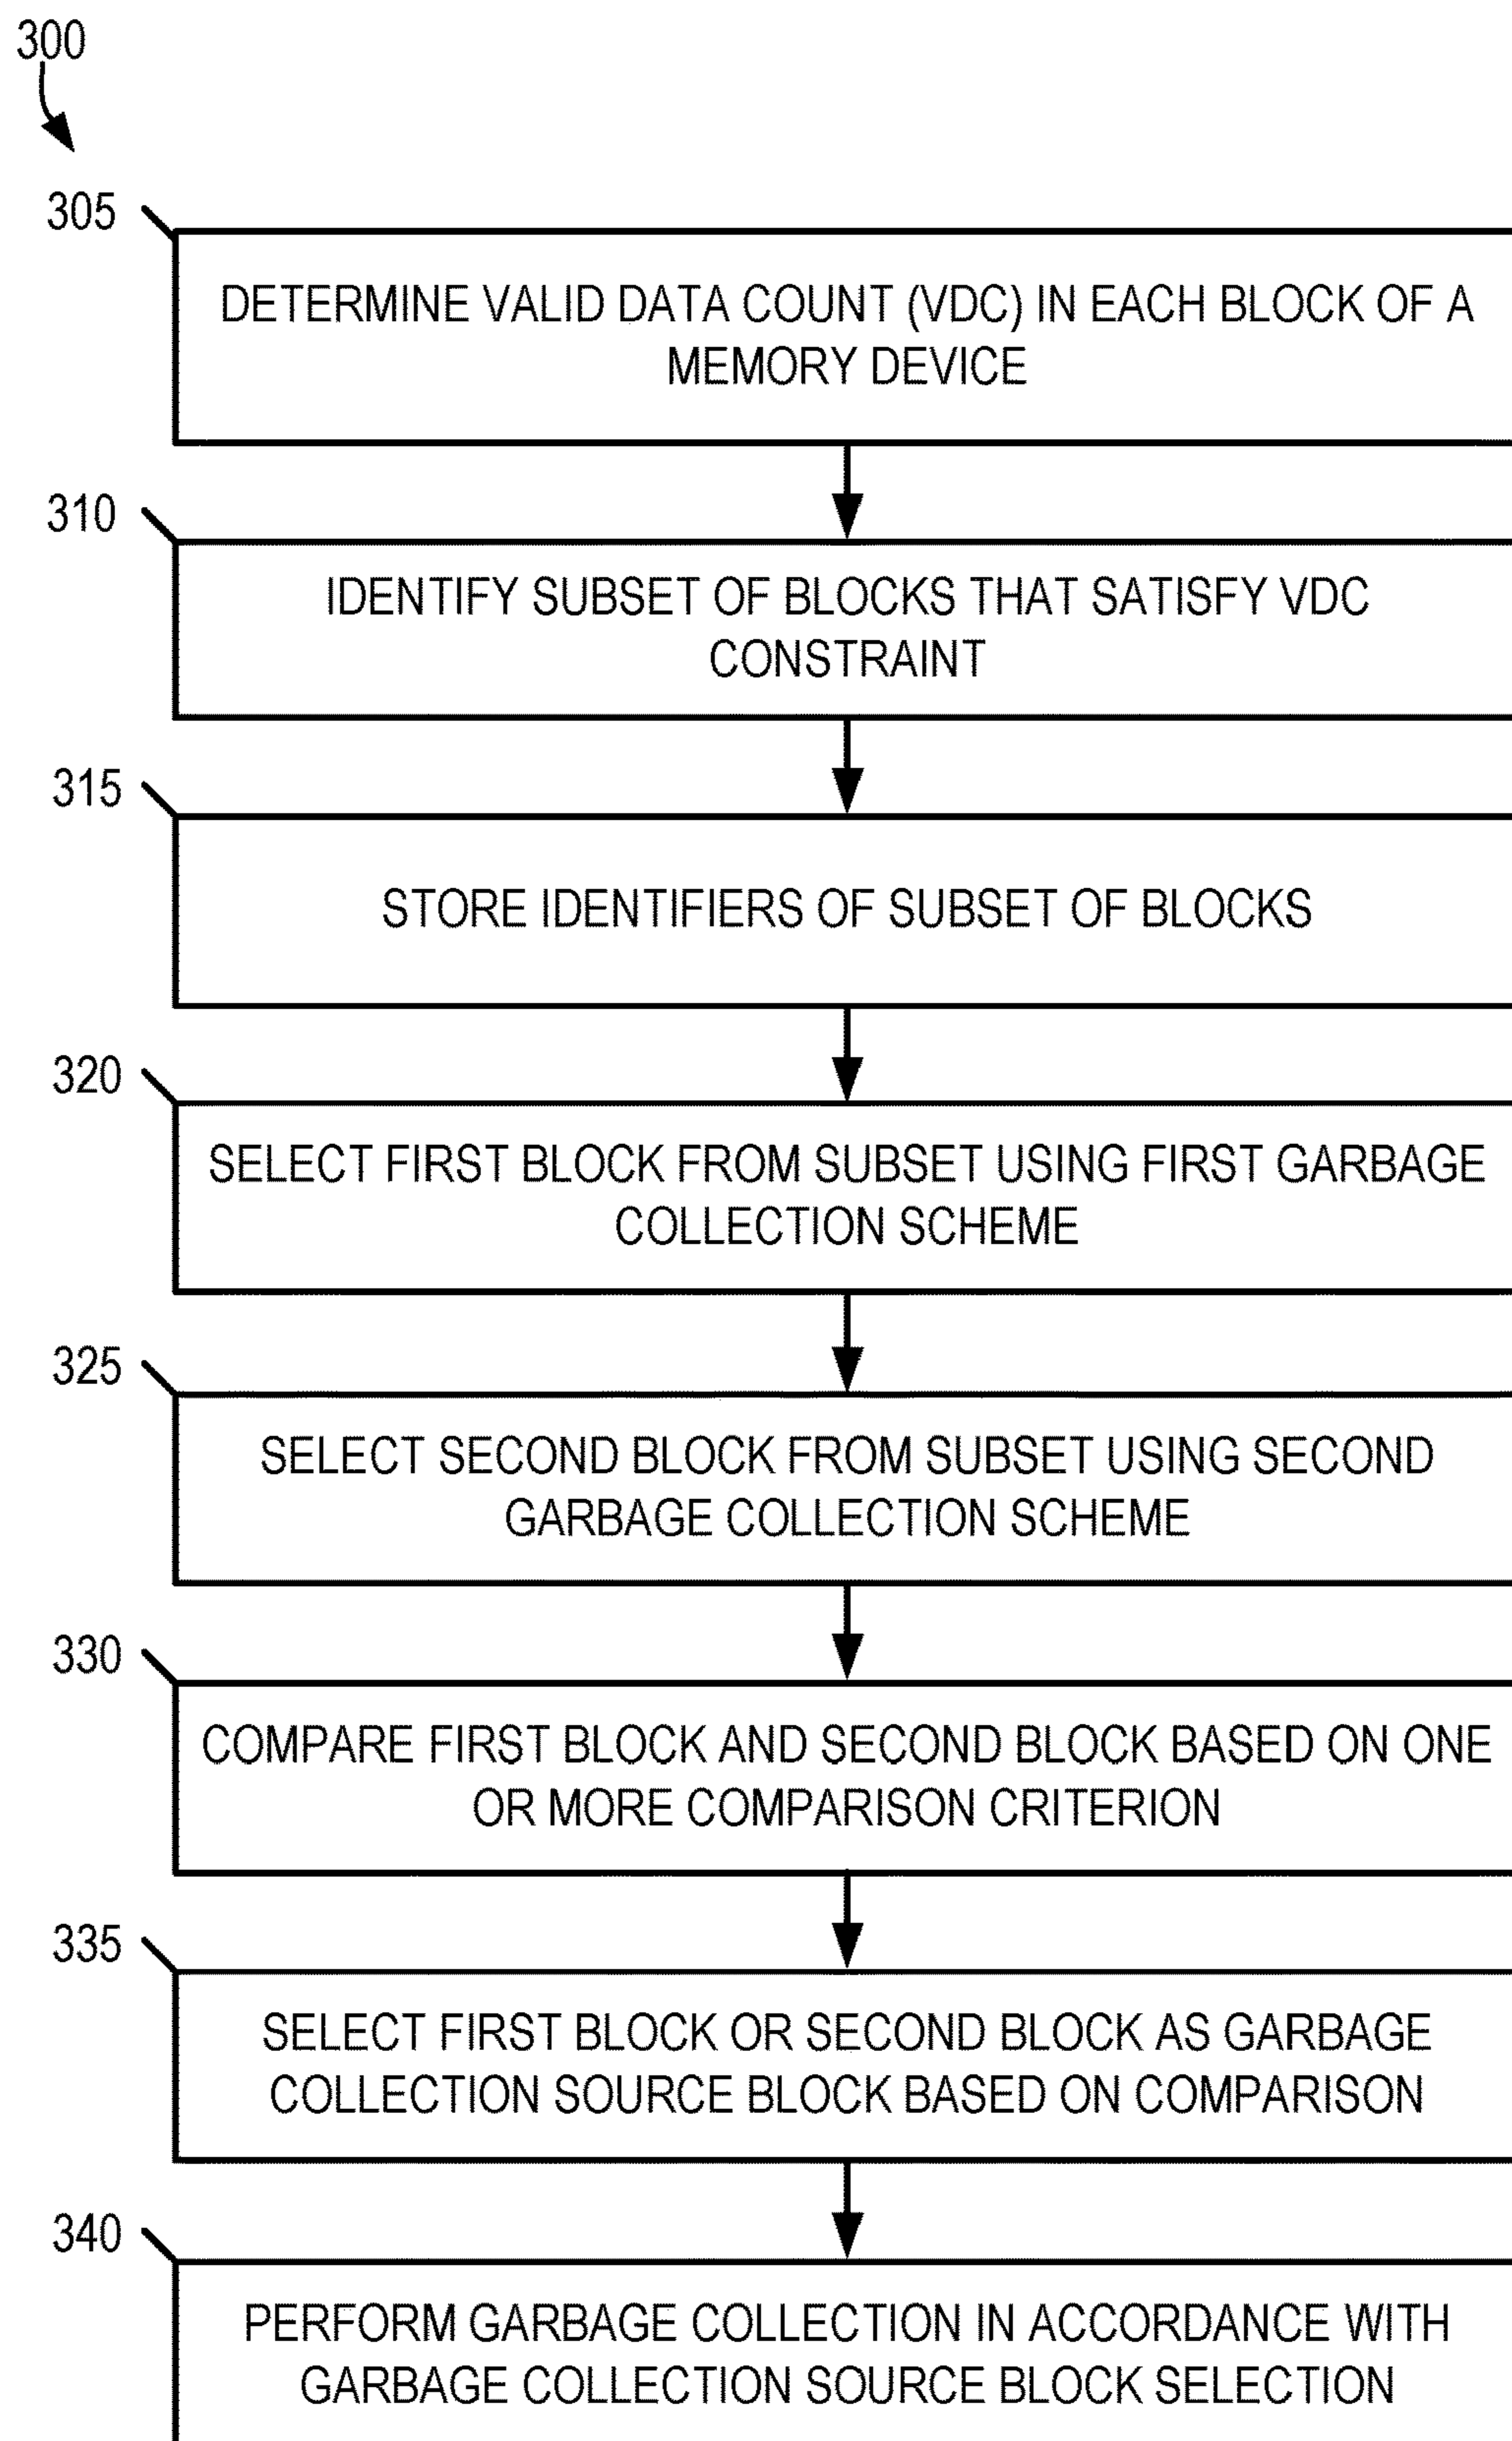 300
305
DETERMINE VALID DATA COUNT (VDC) IN EACH BLOCK OF A
MEMORY DEVICE
310
IDENTIFY SUBSET OF BLOCKS THAT SATISFY VDC
CONSTRAINT
315
STORE IDENTIFIERS OF SUBSET OF BLOCKS
320
SELECT FIRST BLOCK FROM SUBSET USING FIRST GARBAGE
COLLECTION SCHEME
325
SELECT SECOND BLOCK FROM SUBSET USING SECOND
GARBAGE COLLECTION SCHEME
330
COMPARE FIRST BLOCK AND SECOND BLOCK BASED ON ONE
OR MORE COMPARISON CRITERION
335
SELECT FIRST BLOCK OR SECOND BLOCK AS GARBAGE
COLLECTION SOURCE BLOCK BASED ON COMPARISON
340
PERFORM GARBAGE COLLECTION IN ACCORDANCE WITH
GARBAGE COLLECTION SOURCE BLOCK SELECTION